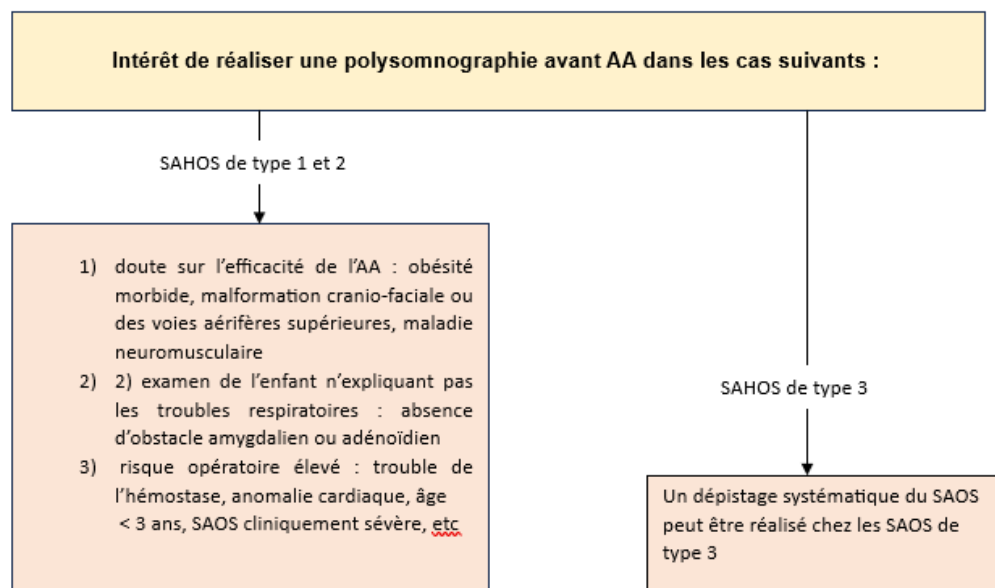 Intérêt de réaliser une polysomnographie avant AA dans les cas suivants :
SAHOS de type 1 et 2
1) doute sur l'efficacité de l'AA : obésité
morbide, malformation cranio-faciale ou
des voies aérifères supérieures, maladie
neuromusculaire
2) 2) examen de l'enfant n'expliquant pas
les troubles respiratoires : absence
d'obstacle amygdalien ou adénoïdien
3) risque opératoire élevé : trouble de
l'hémostase, anomalie cardiaque, âge
< 3 ans, SAOS cliniquement sévère, etc
SAHOS de type 3
Un dépistage systématique du SAOS
peut être réalisé chez les SAOS de
type 3